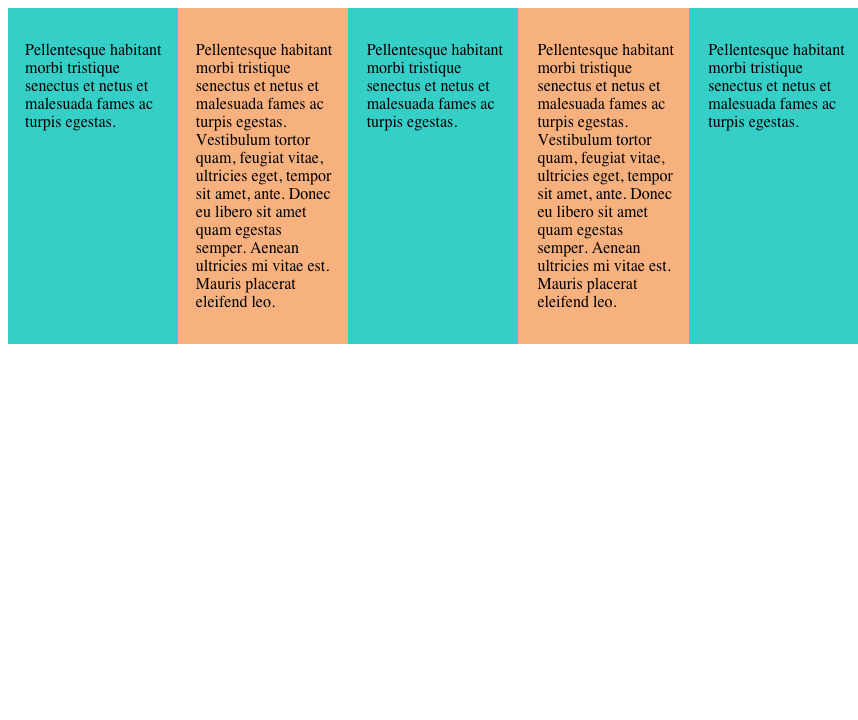 Pellentesque habitant
morbi tristique
senectus et netus et
malesuada fames ac
turpis egestas.
Pellentesque habitant
morbi tristique
senectus et netus et
malesuada fames ac
turpis egestas.
Vestibulum tortor
quam, feugiat vitae,
ultricies eget, tempor
sit amet, ante. Donec
eu libero sit amet
quam egestas
semper. Aenean
ultricies mi vitae est.
Mauris placerat
eleifend leo.
Pellentesque habitant
morbi tristique
senectus et netus et
malesuada fames ac
turpis egestas.
Pellentesque habitant
morbi tristique
senectus et netus et
malesuada fames ac
turpis egestas.
Vestibulum tortor
quam, feugiat vitae,
ultricies eget, tempor
sit amet, ante. Donec
eu libero sit amet
quam egestas
semper. Aenean
ultricies mi vitae est.
Mauris placerat
eleifend leo.
Pellentesque habitant
morbi tristique
senectus et netus et
malesuada fames ac
turpis egestas.